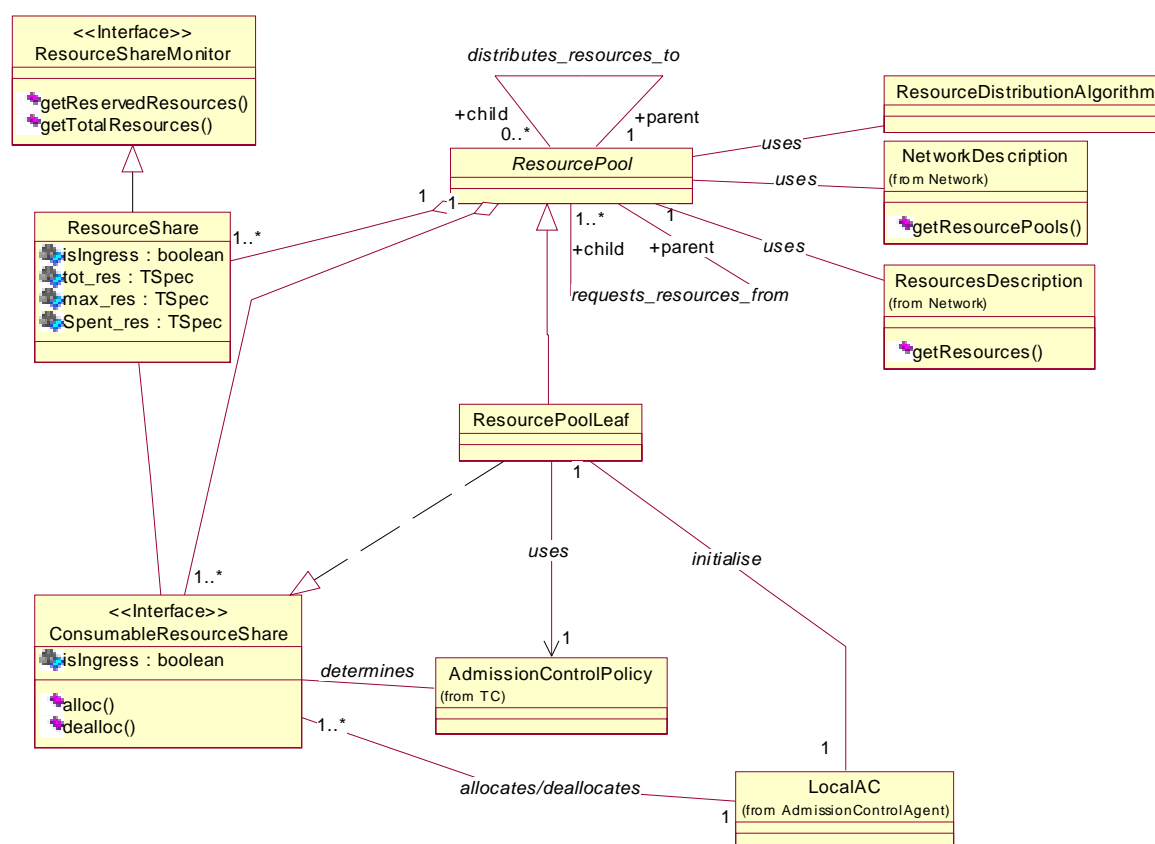 <<Interface>>
ResourceShareMonitor
getReservedResources()
getTotalResources()
distributes_resources_to
+child
0..*
1
+parent
ResourcePool
ResourceDistributionAlgorithm
uses
NetworkDescription
(from Network)
getResourcePools()
uses
ResourceShare
isIngress : boolean
tot_res : TSpec
max_res : TSpec
Spent_res : TSpec
1
1
1..*
1..*
+child
1
+parent
requests_resources_from
uses
ResourcesDescription
(from Network)
getResources()
ResourcePoolLeaf
1
uses
1
initialise
1
1..*
<<Interface>>
ConsumableResourceShare
isIngress : boolean
alloc()
dealloc()
determines
AdmissionControlPolicy
(from TC)
1..*
allocates/deallocates
1
LocalAC
(from AdmissionControlAgent)